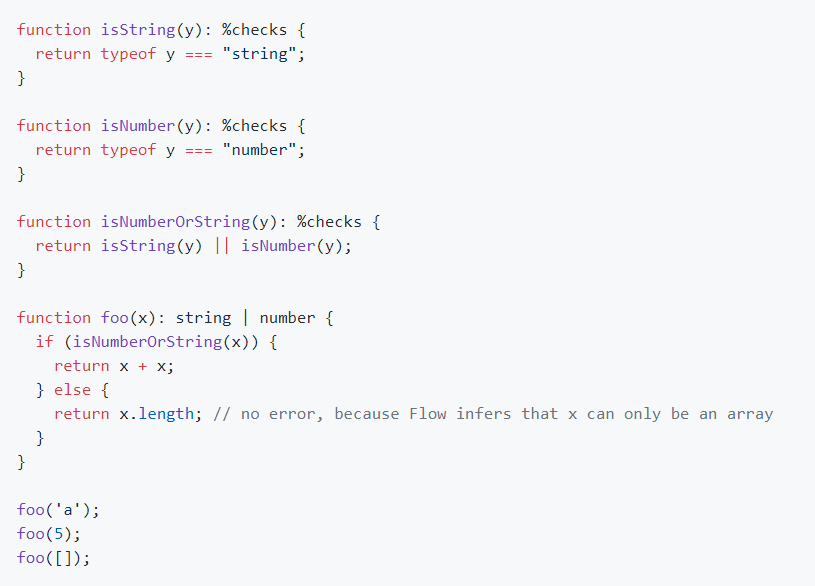 function isString(y): %checks {
  return typeof y === "string";
}

function isNumber(y): %checks {
  return typeof y === "number";
}

function isNumberOrString(y): %checks {
  return isString(y) || isNumber(y);
}

function foo(x): string | number {
  if (isNumberOrString(x)) {
    return x + x;
  } else {
    return x.length; // no error, because Flow infers that x can only be an array
  }
}

foo('a');
foo(5);
foo([]);